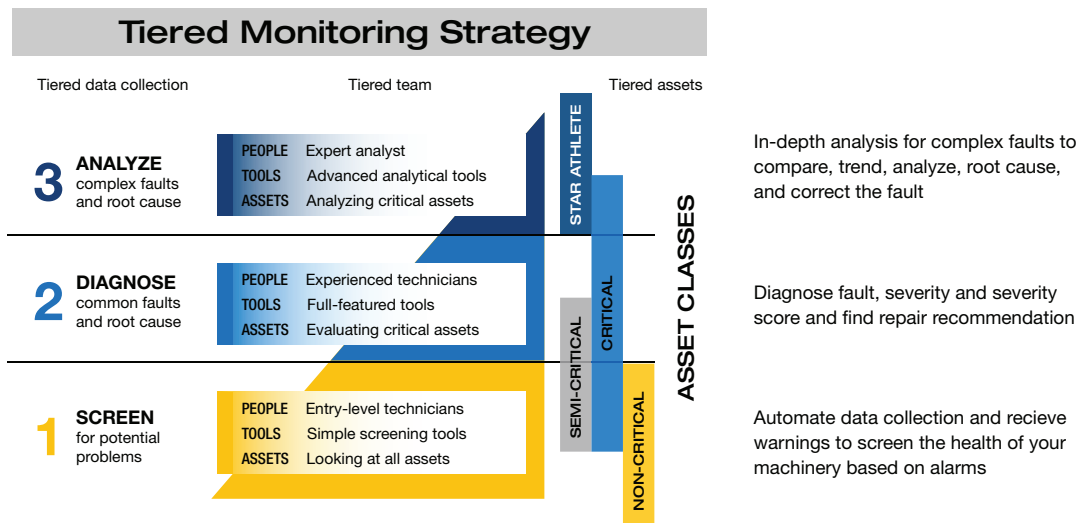 Tiered Monitoring Strategy
Tiered data collection
Tiered team
Tiered assets
3
ANALYZE
complex faults
and root cause
PEOPLE Expert analyst
TOOLS Advanced analytical tools
ASSETS Analyzing critical assets
In-depth analysis for complex faults to
compare, trend, analyze, root cause,
and correct the fault
2
DIAGNOSE
common faults
and root cause
PEOPLE Experienced technicians
TOOLS Full-featured tools
ASSETS Evaluating critical assets
Diagnose fault, severity and severity
score and find repair recommendation
1
SCREEN
for potential
problems
PEOPLE Entry-level technicians
TOOLS Simple screening tools
ASSETS Looking at all assets
Automate data collection and recieve
warnings to screen the health of your
machinery based on alarms
STAR ATHLETE
SEMI-CRITICAL
CRITICAL
NON-CRITICAL
ASSET CLASSES